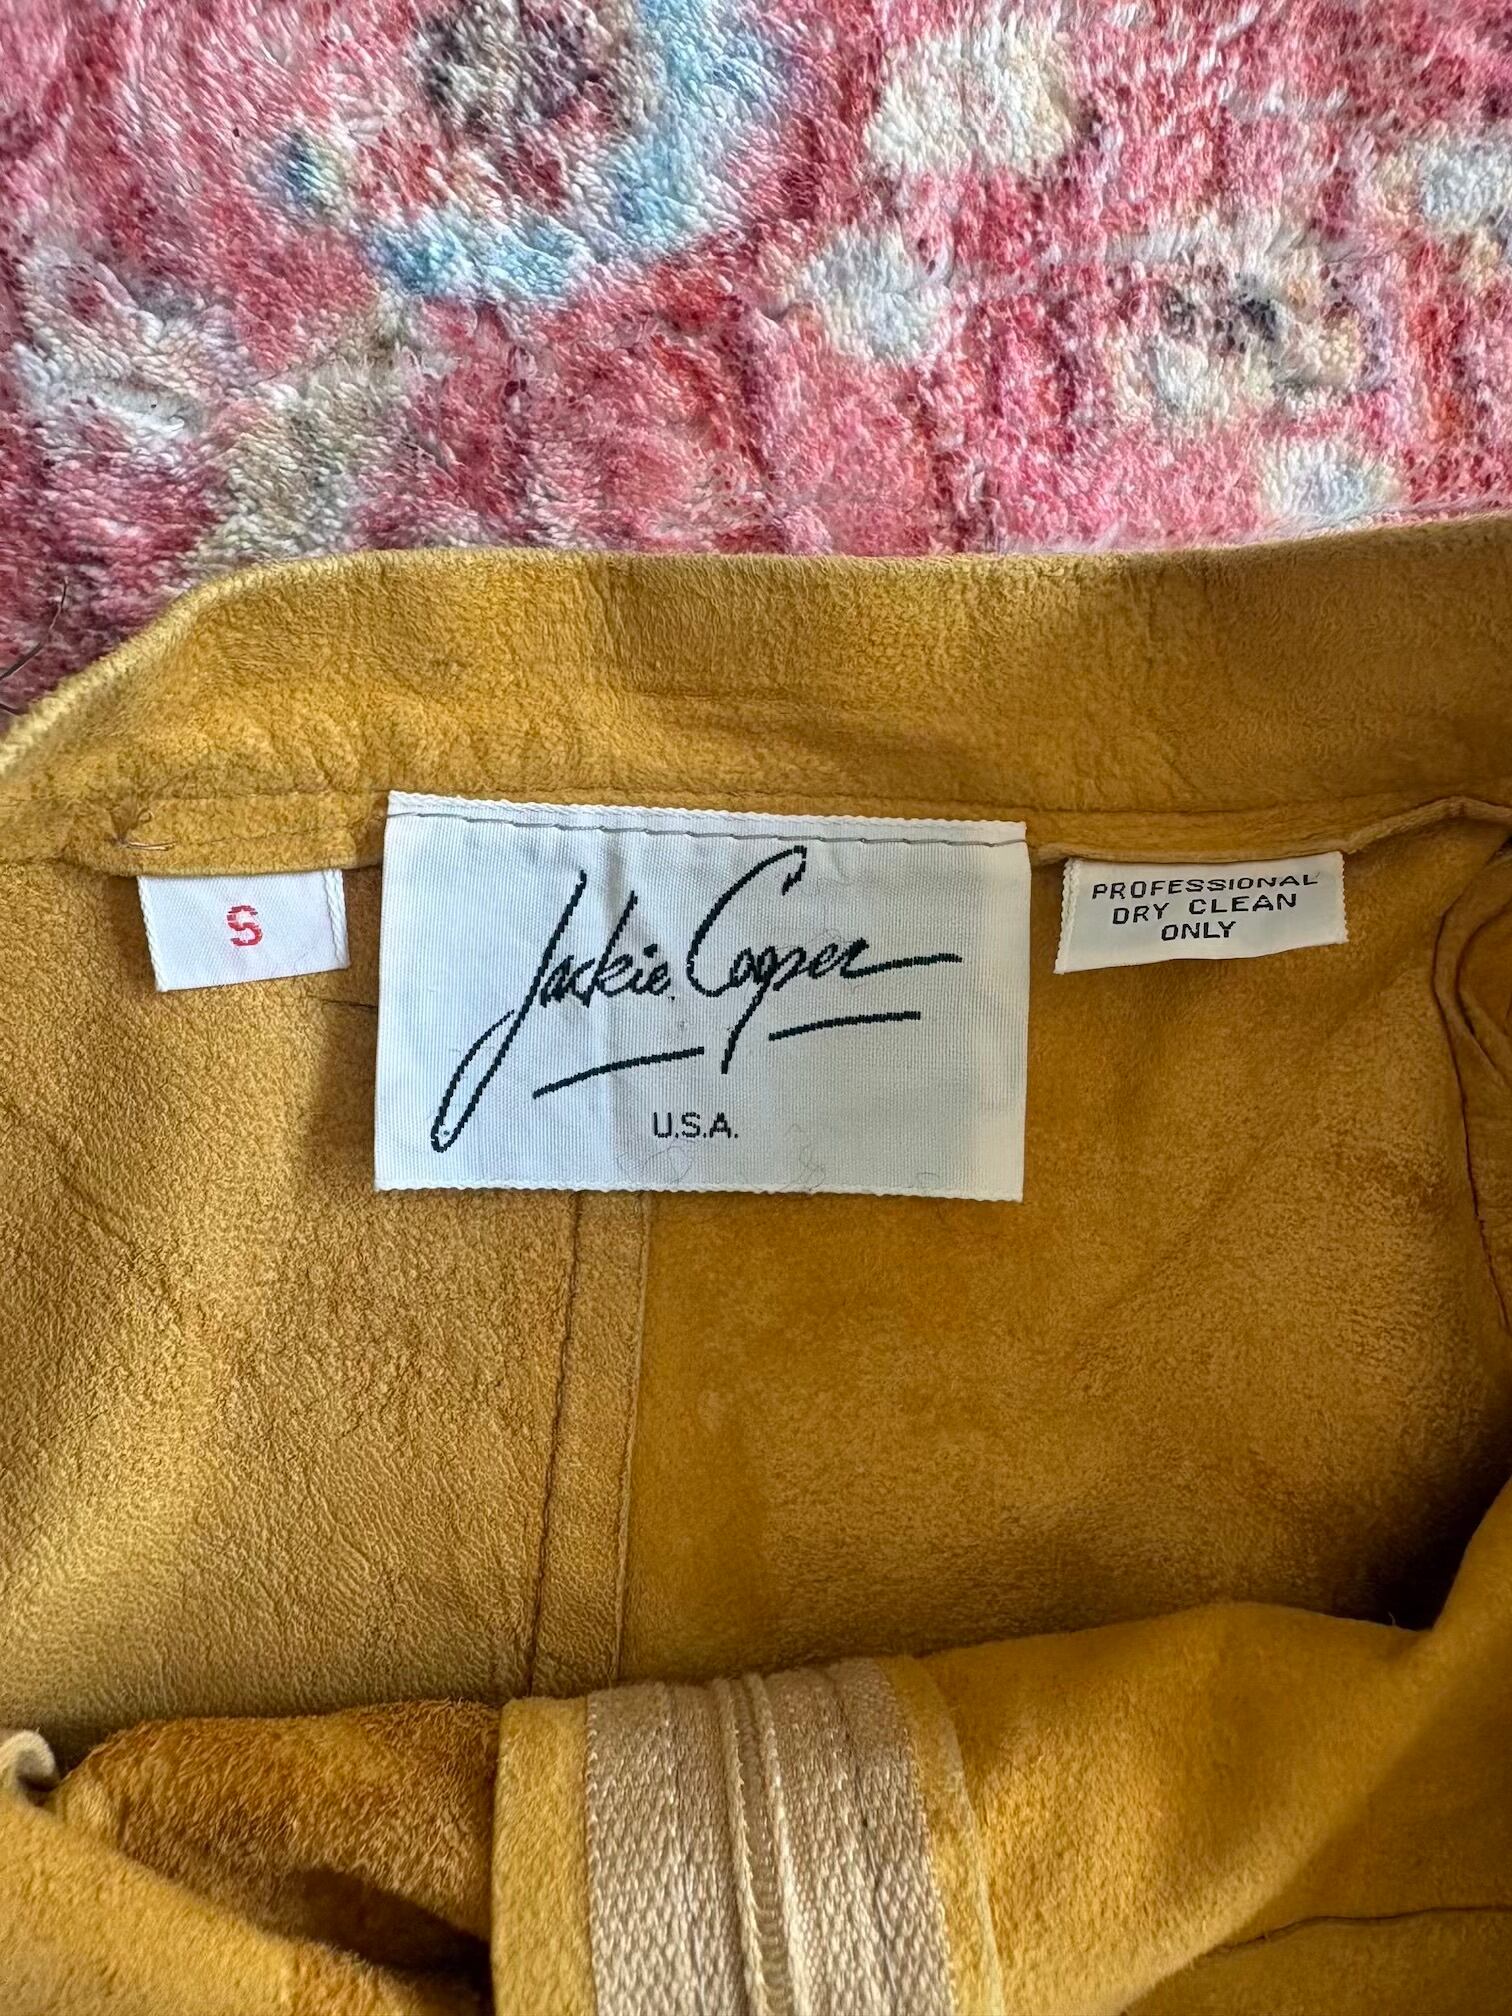 S
Jackie Cooper
U.S.A.
PROFESSIONAL
DRY CLEAN
ONLY